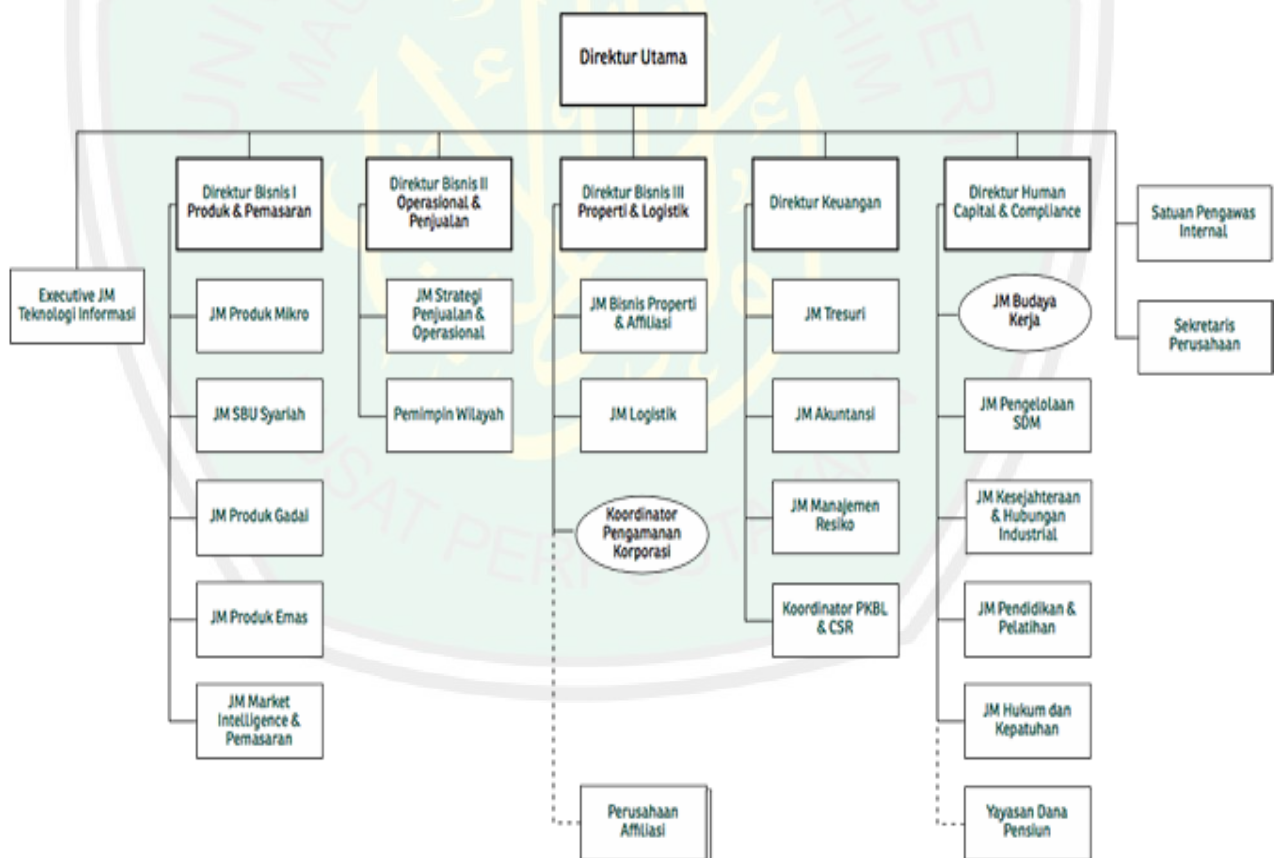 Direktur Utama
Direktur Bisnis I
Produk & Pemasaran
Direktur Bisnis II
Operasional &
Penjualan
Direktur Bisnis III
Properti & Logistik
Direktur Keuangan
Direktur Human
Capital & Compliance
Satuan Pengawas
Internal
Executive JM
Teknologi Informasi
JM Produk Mikro
JM Strategi
Penjualan &
Operasional
JM Bisnis Properti
& Affiliasi
JM Tresuri
JM Budaya
Kerja
Sekretaris
Perusahaan
JM SBU Syariah
Pemimpin Wilayah
JM Logistik
JM Akuntansi
JM Pengelolaan
SDM
JM Produk Gadai
Koordinator
Pengamanan
Korporasi
JM Manajemen
Resiko
JM Kesejahteraan
& Hubungan
Industrial
JM Produk Emas
Koordinator PKBL
& CSR
JM Pendidikan &
Pelatihan
JM Market
Intelligence &
Pemasaran
JM Hukum dan
Kepatuhan
Perusahaan
Affiliasi
Yayasan Dana
Pensiun